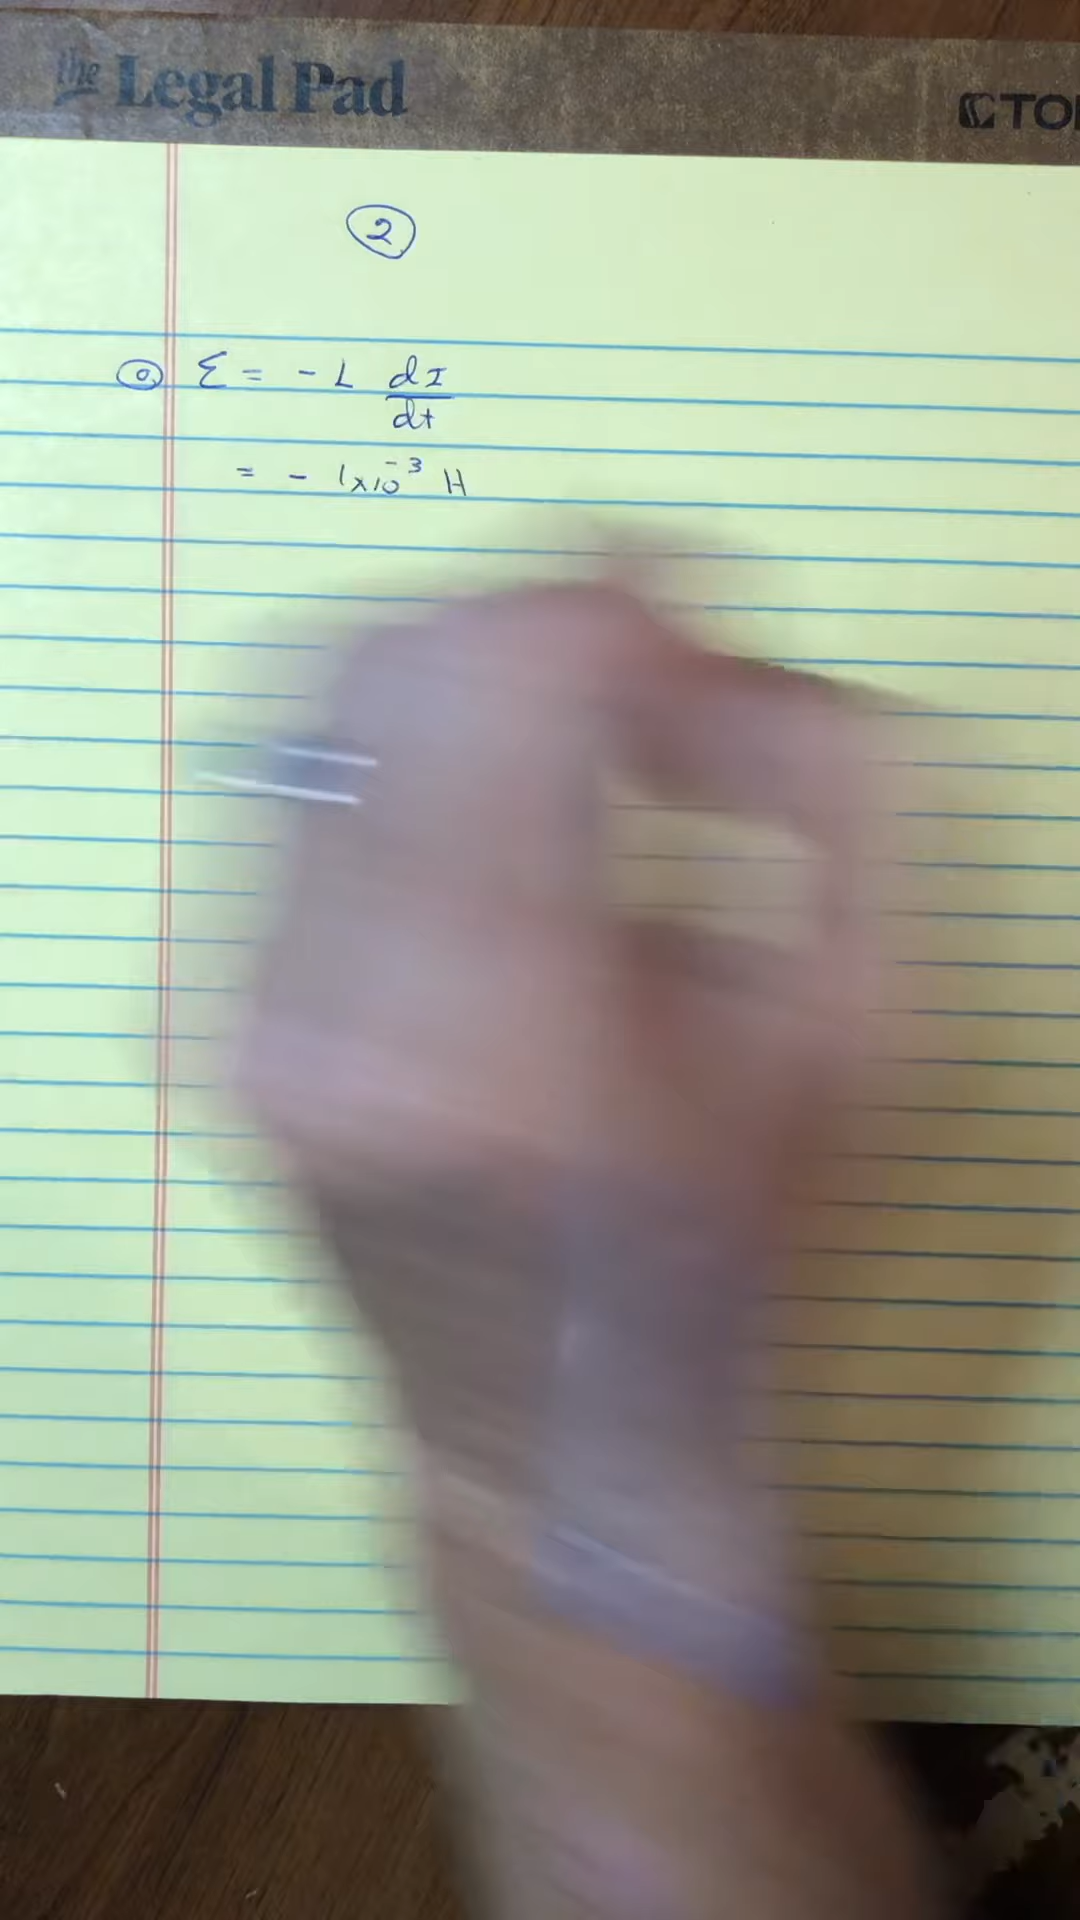 the Legal Pad
TO
2
a) Ɛ = - L dI/dt
= - 1x10⁻³ H